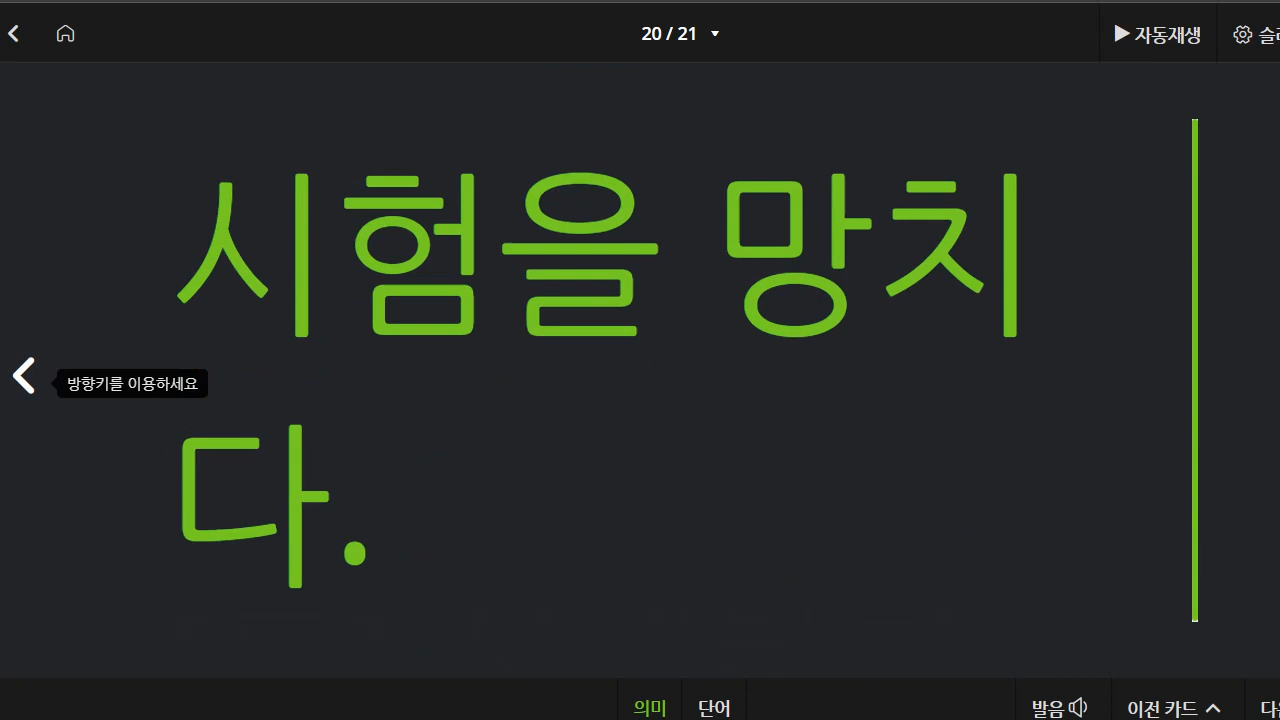 20 / 21
자동재생
시험을 망치
다.
방향키를 이용하세요
의미
단어
발음
이전 카드